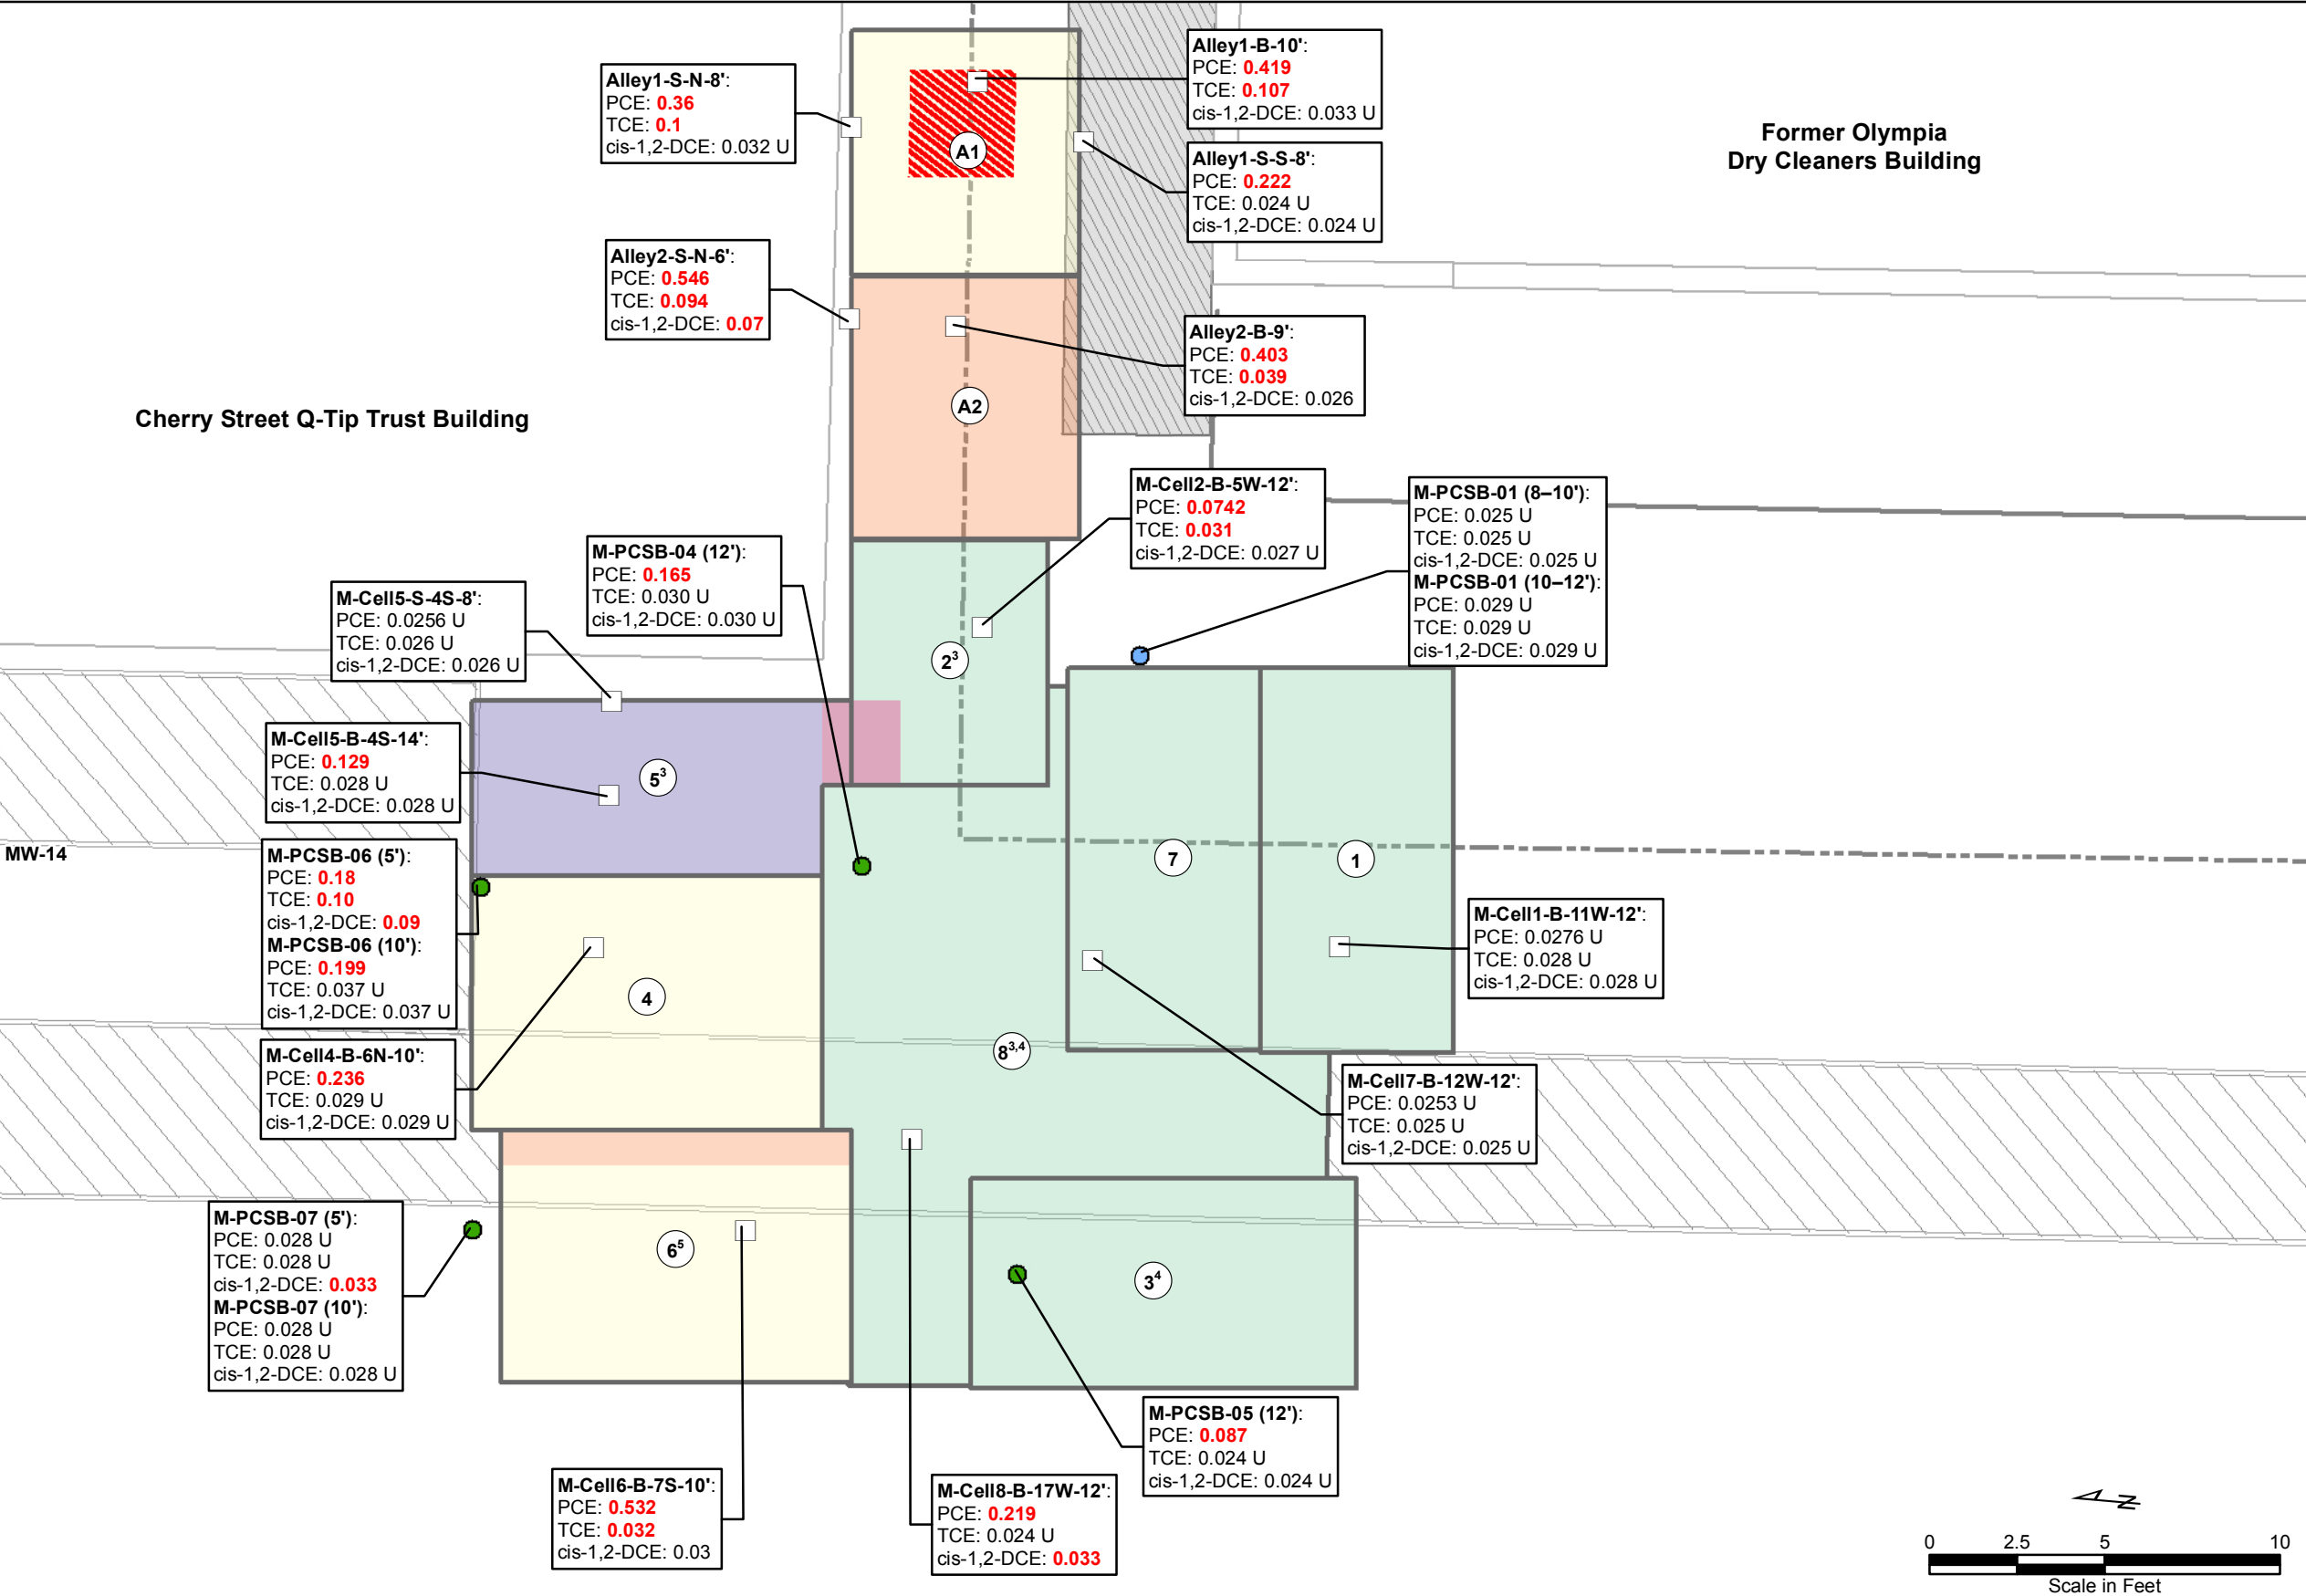 Alley1-B-10':
PCE: 0.419
TCE: 0.107
cis-1,2-DCE: 0.033 U
Alley1-S-N-8':
PCE: 0.36
TCE: 0.1
cis-1,2-DCE: 0.032 U
Former Olympia
Dry Cleaners Building
A1
Alley1-S-S-8':
PCE: 0.222
TCE: 0.024 U
cis-1,2-DCE: 0.024 U
Alley2-S-N-6':
PCE: 0.546
TCE: 0.094
cis-1,2-DCE: 0.07
Alley2-B-9':
PCE: 0.403
TCE: 0.039
cis-1,2-DCE: 0.026
A2
Cherry Street Q-Tip Trust Building
M-Cell2-B-5W-12':
PCE: 0.0742
TCE: 0.031
cis-1,2-DCE: 0.027 U
M-PCSB-01 (8–10'):
PCE: 0.025 U
TCE: 0.025 U
cis-1,2-DCE: 0.025 U
M-PCSB-01 (10–12'):
PCE: 0.029 U
TCE: 0.029 U
cis-1,2-DCE: 0.029 U
M-PCSB-04 (12'):
PCE: 0.165
TCE: 0.030 U
cis-1,2-DCE: 0.030 U
M-Cell5-S-4S-8':
PCE: 0.0256 U
TCE: 0.026 U
cis-1,2-DCE: 0.026 U
2³
M-Cell5-B-4S-14':
PCE: 0.129
TCE: 0.028 U
cis-1,2-DCE: 0.028 U
5³
MW-14
7
1
M-PCSB-06 (5'):
PCE: 0.18
TCE: 0.10
cis-1,2-DCE: 0.09
M-PCSB-06 (10'):
PCE: 0.199
TCE: 0.037 U
cis-1,2-DCE: 0.037 U
M-Cell1-B-11W-12':
PCE: 0.0276 U
TCE: 0.028 U
cis-1,2-DCE: 0.028 U
4
8³,⁴
M-Cell4-B-6N-10':
PCE: 0.236
TCE: 0.029 U
cis-1,2-DCE: 0.029 U
M-Cell7-B-12W-12':
PCE: 0.0253 U
TCE: 0.025 U
cis-1,2-DCE: 0.025 U
M-PCSB-07 (5'):
PCE: 0.028 U
TCE: 0.028 U
cis-1,2-DCE: 0.033
M-PCSB-07 (10'):
PCE: 0.028 U
TCE: 0.028 U
cis-1,2-DCE: 0.028 U
6⁵
3⁴
M-PCSB-05 (12'):
PCE: 0.087
TCE: 0.024 U
cis-1,2-DCE: 0.024 U
M-Cell6-B-7S-10':
PCE: 0.532
TCE: 0.032
cis-1,2-DCE: 0.03
M-Cell8-B-17W-12':
PCE: 0.219
TCE: 0.024 U
cis-1,2-DCE: 0.033
N
0 2.5 5 10
Scale in Feet